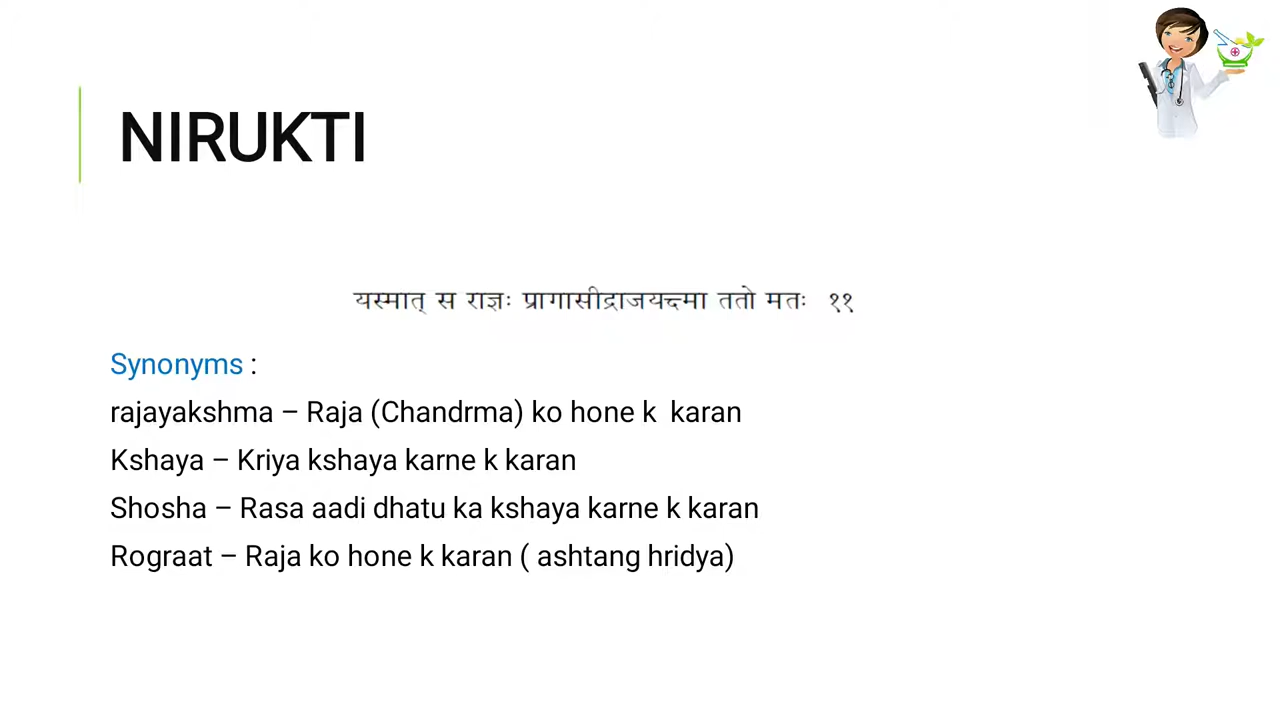 NIRUKTI
यस्मात् स राज्ञः प्रागासीद्राजयक्ष्मा ततो मतः ११
Synonyms :
rajayakshma – Raja (Chandrma) ko hone k karan
Kshaya – Kriya kshaya karne k karan
Shosha – Rasa aadi dhatu ka kshaya karne k karan
Rograat – Raja ko hone k karan ( ashtang hridya)